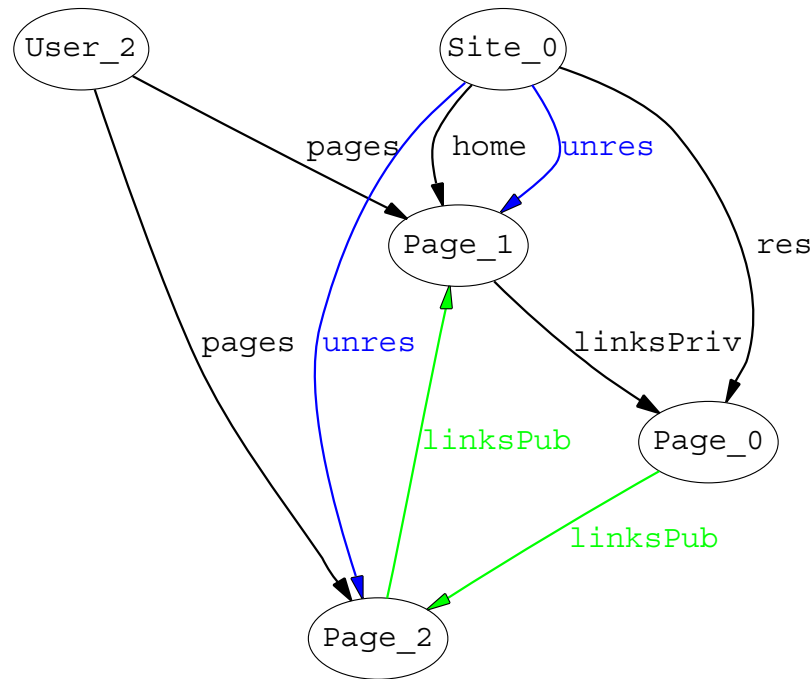 User_2
Site_0
pages
home
unres
Page_1
res
pages
unres
linksPriv
linksPub
Page_0
linksPub
Page_2